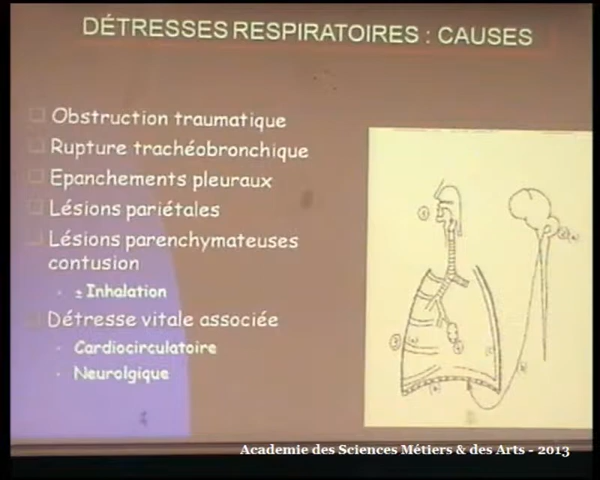 DÉTRESSES RESPIRATOIRES : CAUSES
Obstruction traumatique
Rupture trachéobronchique
Epanchements pleuraux
Lésions pariétales
Lésions parenchymateuses
contusion
± Inhalation
Détresse vitale associée
Cardiocirculatoire
Neurolgique
Academie des Sciences Métiers & des Arts - 2013